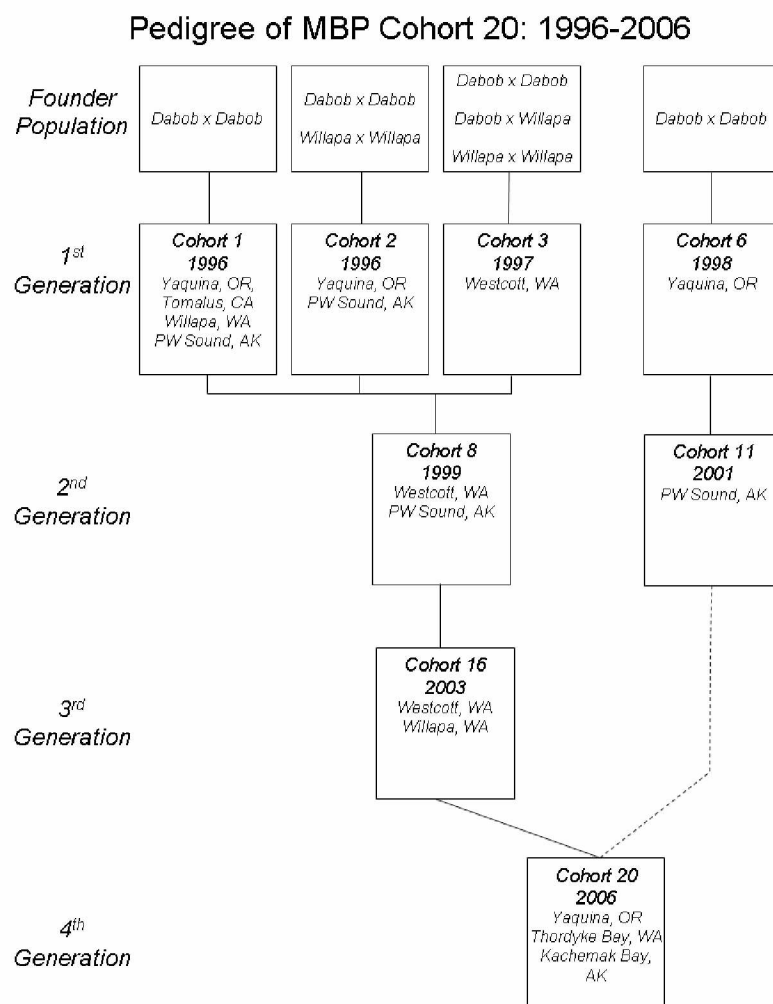 Pedigree of MBP Cohort 20: 1996-2006
Founder
Population
Dabob x Dabob
Dabob x Dabob
Willapa x Willapa
Dabob x Dabob
Dabob x Willapa
Willapa x Willapa
Dabob x Dabob
1st
Generation
Cohort 1
1996
Yaquina, OR,
Tomalus, CA
Willapa, WA
PW Sound, AK
Cohort 2
1996
Yaquina, OR
PW Sound, AK
Cohort 3
1997
Westcott, WA
Cohort 6
1998
Yaquina, OR
2nd
Generation
Cohort 8
1999
Westcott, WA
PW Sound, AK
Cohort 11
2001
PW Sound, AK
3rd
Generation
Cohort 16
2003
Westcott, WA
Willapa, WA
4th
Generation
Cohort 20
2006
Yaquina, OR
Thordyke Bay, WA
Kachemak Bay,
AK